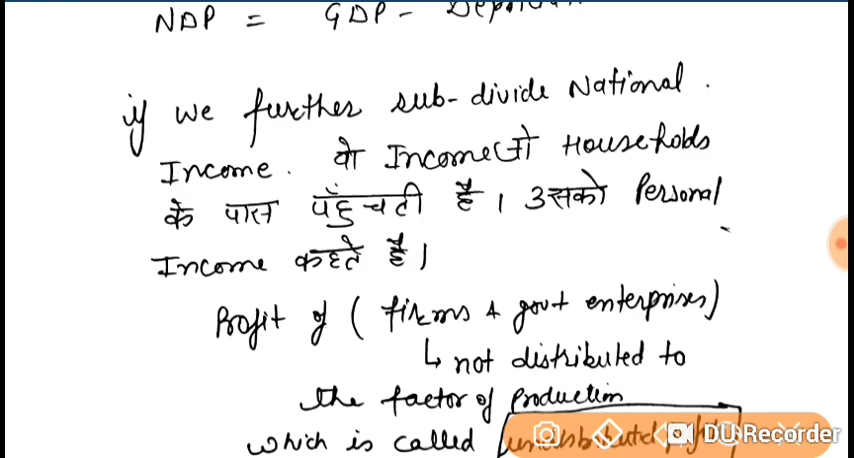 NDP = GDP -
if we further sub-divide National.
Income. वो Income जो Households
के पास पहुँचती है। उसको Personal
Income कहते है।
Profit of (firms & govt enterprises)
↳ not distributed to
the factor of production
which is called
DU Recorder